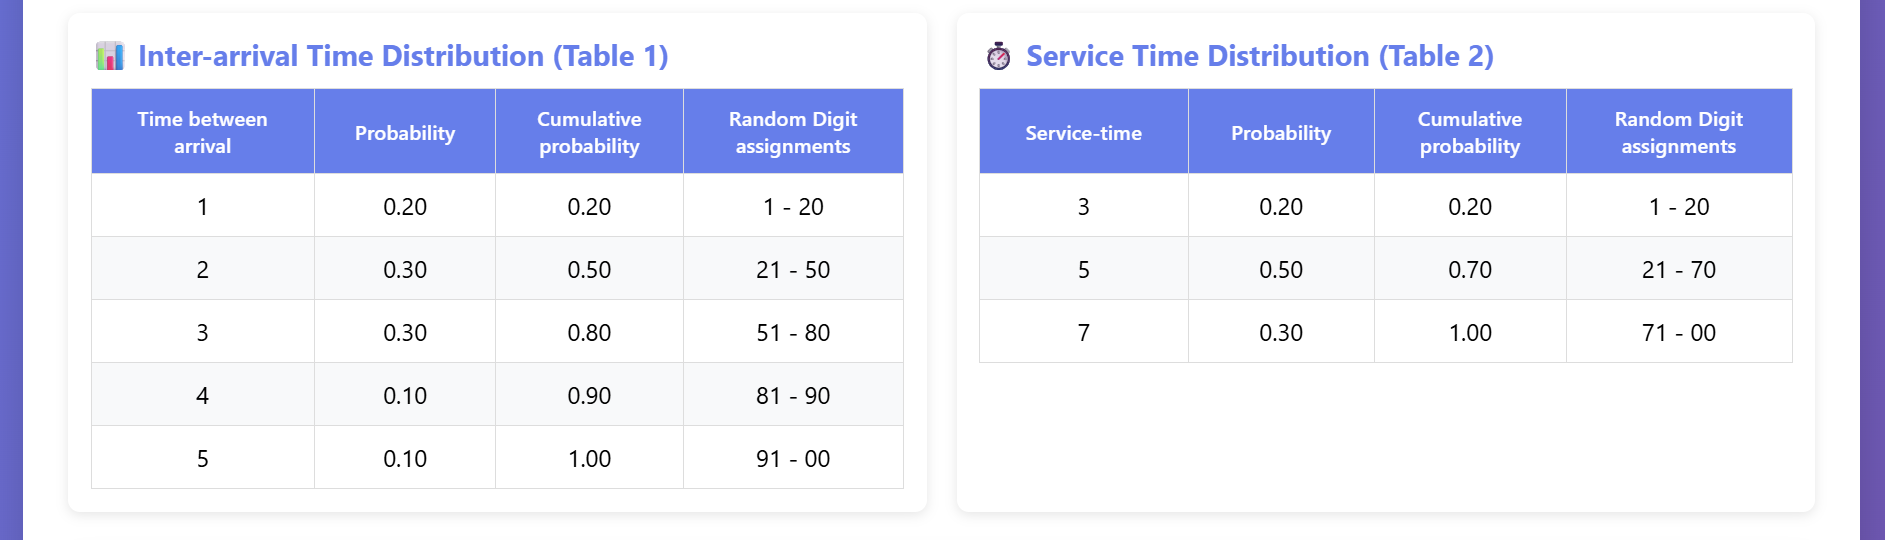 Inter-arrival Time Distribution (Table 1)
Time between arrival | Probability | Cumulative probability | Random Digit assignments
1 | 0.20 | 0.20 | 1 - 20
2 | 0.30 | 0.50 | 21 - 50
3 | 0.30 | 0.80 | 51 - 80
4 | 0.10 | 0.90 | 81 - 90
5 | 0.10 | 1.00 | 91 - 00
Service Time Distribution (Table 2)
Service-time | Probability | Cumulative probability | Random Digit assignments
3 | 0.20 | 0.20 | 1 - 20
5 | 0.50 | 0.70 | 21 - 70
7 | 0.30 | 1.00 | 71 - 00